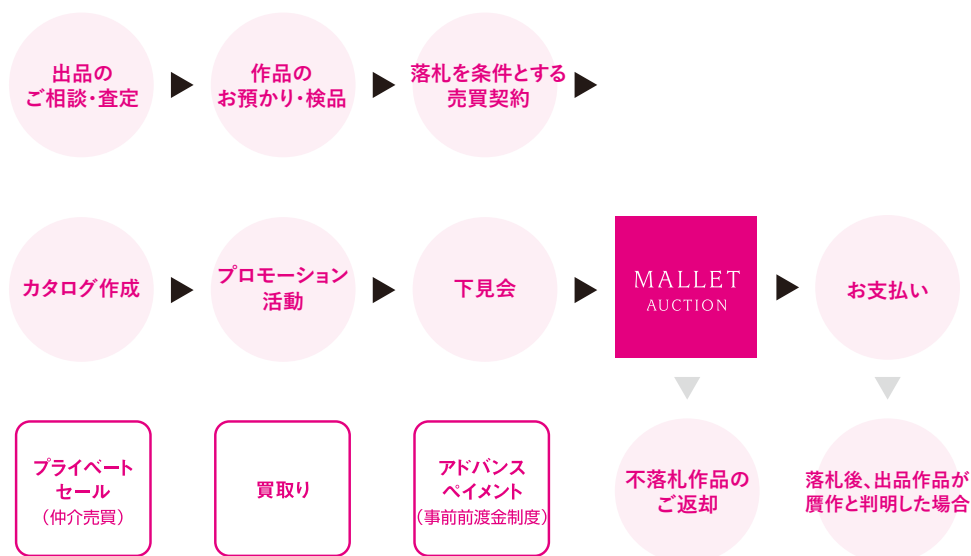 出品の
ご相談・査定
作品の
お預かり・検品
落札を条件とする
売買契約
カタログ作成
プロモーション
活動
下見会
MALLET
AUCTION
お支払い
プライベート
セール
（仲介売買）
買取り
アドバンス
ペイメント
（事前前渡金制度）
不落札作品の
ご返却
落札後、出品作品が
贋作と判明した場合